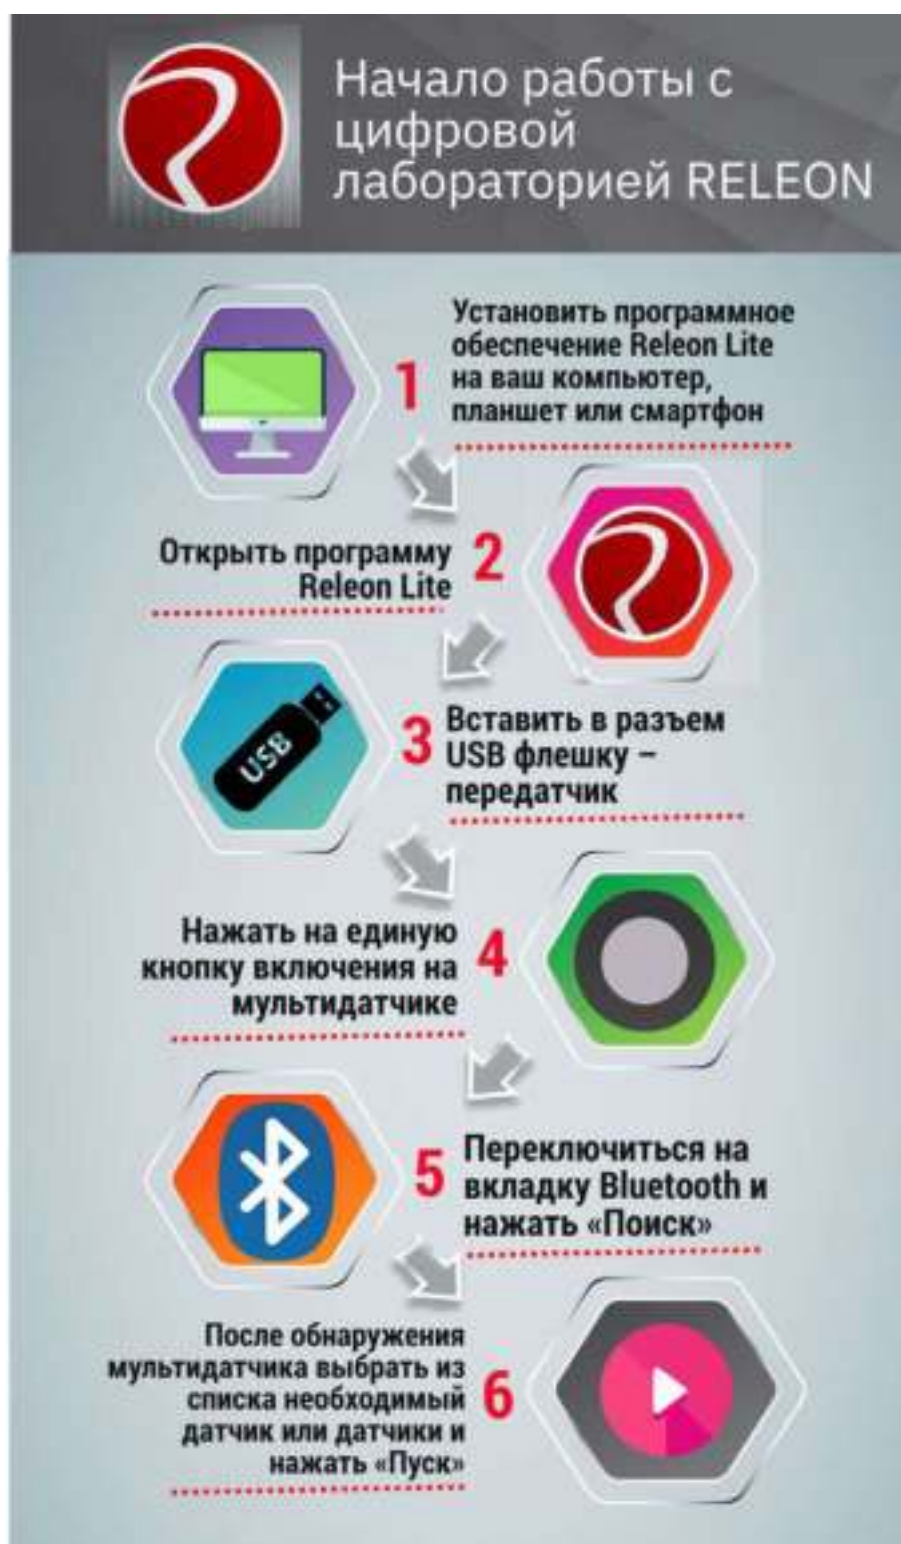 Начало работы с
цифровой
лабораторией RELEON
Установить программное
обеспечение Releon Lite
на ваш компьютер,
планшет или смартфон
1
Открыть программу
Releon Lite
2
USB
3
Вставить в разъем
USB флешку –
передатчик
Нажать на единую
кнопку включения на
мультидатчике
4
5
Переключиться на
вкладку Bluetooth и
нажать «Поиск»
После обнаружения
мультидатчика выбрать из
списка необходимый
датчик или датчики и
нажать «Пуск»
6